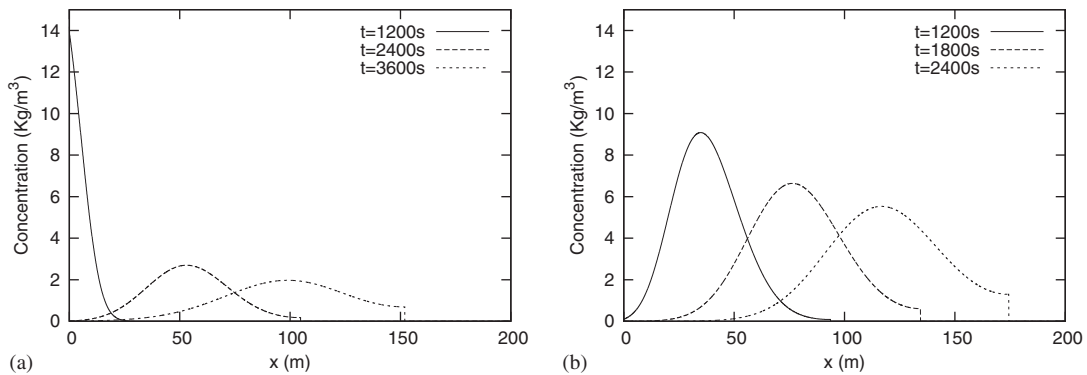 14
12
10
8
6
4
2
0
Concentration (Kg/m³)
t=1200s
t=2400s
t=3600s
0 50 100 150 200
(a) x (m)
14
12
10
8
6
4
2
0
Concentration (Kg/m³)
t=1200s
t=1800s
t=2400s
0 50 100 150 200
(b) x (m)